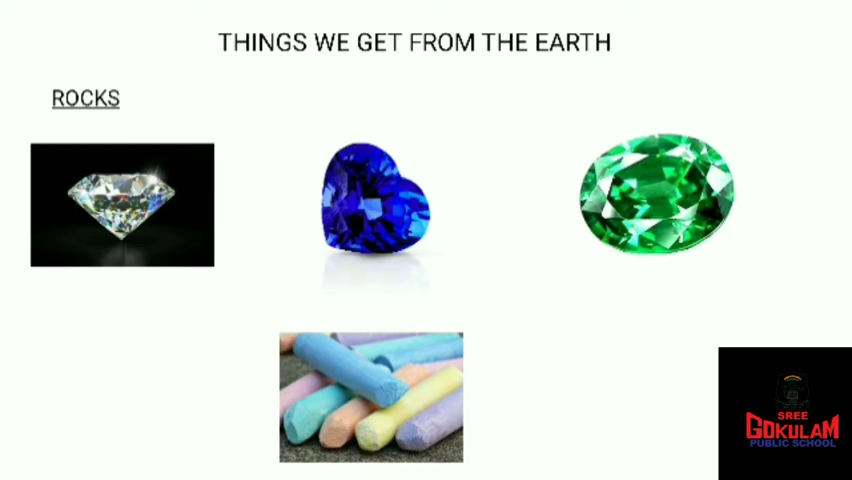 THINGS WE GET FROM THE EARTH
ROCKS
SREE
GOKULAM
PUBLIC SCHOOL